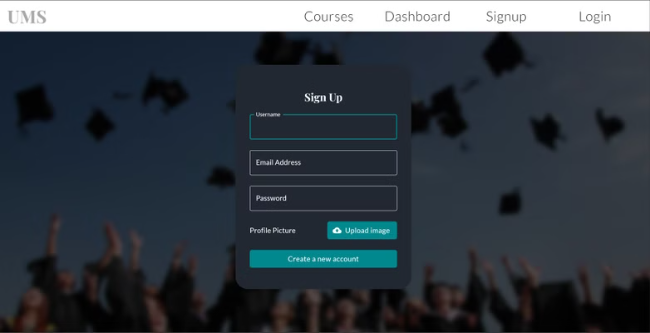 UMS Courses Dashboard Signup Login
Sign Up
Username
Email Address
Password
Profile Picture Upload image
Create a new account